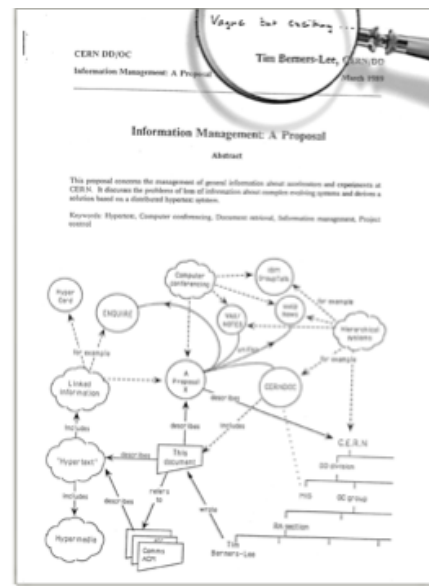 Vague but exciting ...
CERN DD/OC
Tim Berners-Lee, CERN/DD
Information Management: A Proposal
March 1989
Information Management: A Proposal
Abstract
This proposal concerns the management of general information about accelerators and experiments at
CERN. It discusses the problems of loss of information about complex evolving systems and derives a
solution based on a distributed hypertext system.
Keywords: Hypertext, Computer conferencing, Document retrieval, Information management, Project
control
Computer
conferencing
IBM
GroupTalk
Hyper
Card
ENQUIRE
VAX/
NOTES
uucp
News
for example
Hierarchical
systems
for example
unifies
for example
Linked
information
A
Proposal
X
CERNDOC
describes
C.E.R.N
includes
describes
includes
DD division
"Hypertext"
describes
This
document
MIS
OC group
includes
describes
refers
to
wrote
RA section
Hypermedia
Comms
ACM
Tim
Berners-Lee